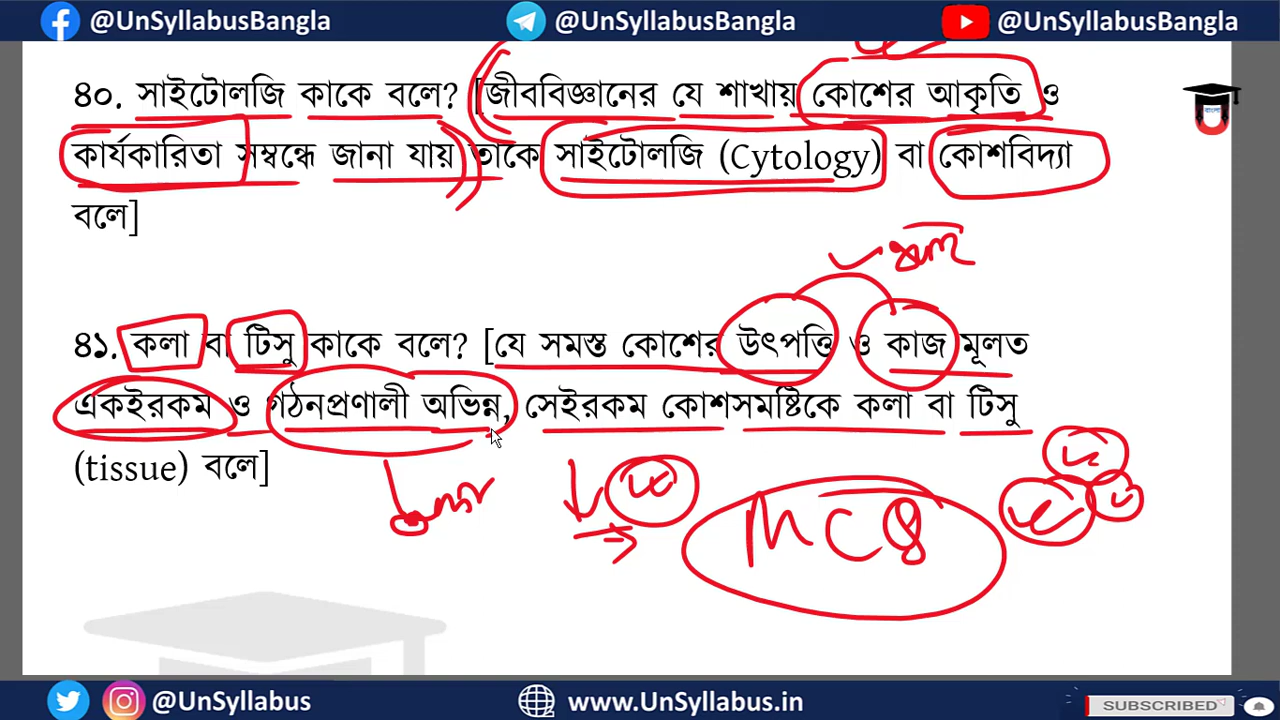 @UnSyllabusBangla @UnSyllabusBangla @UnSyllabusBangla
৪০. সাইটোলজি কাকে বলে? [জীববিজ্ঞানের যে শাখায় কোশের আকৃতি ও
কার্যকারিতা সম্বন্ধে জানা যায় তাকে সাইটোলজি (Cytology) বা কোশবিদ্যা
বলে]
৪১. কলা বা টিসু কাকে বলে? [যে সমস্ত কোশের উৎপত্তি ও কাজ মূলত
একইরকম ও গঠনপ্রণালী অভিন্ন, সেইরকম কোশসমষ্টিকে কলা বা টিসু
(tissue) বলে]
MCQ
@UnSyllabus www.UnSyllabus.in SUBSCRIBED